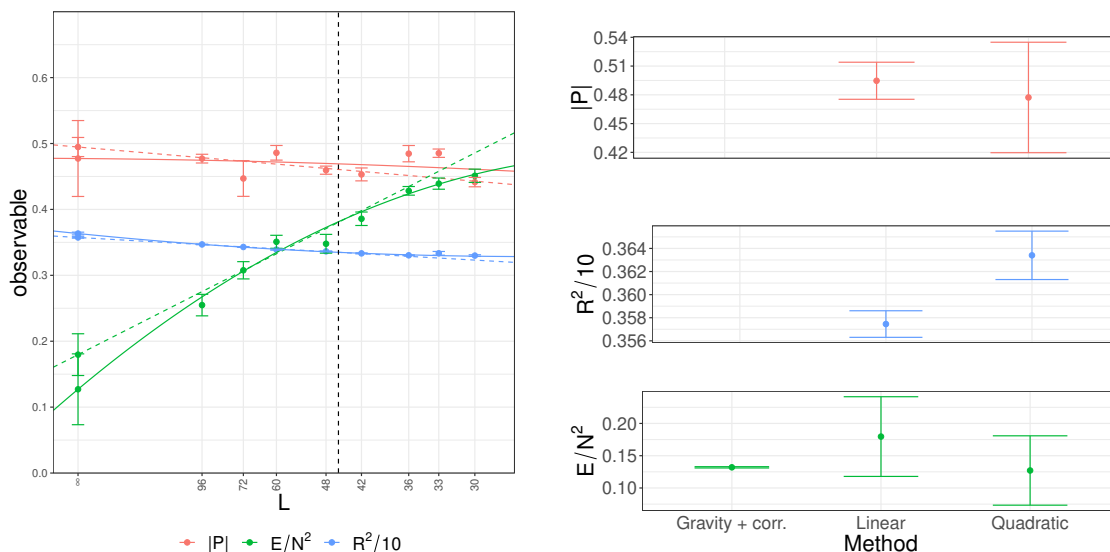 observable
0.6
0.5
0.4
0.3
0.2
0.1
0.0
∞ 96 72 60 48 42 36 33 30
L
|P| E/N² R²/10
|P|
0.54
0.51
0.48
0.45
0.42
R²/10
0.364
0.362
0.360
0.358
0.356
E/N²
0.20
0.15
0.10
Gravity + corr. Linear Quadratic
Method